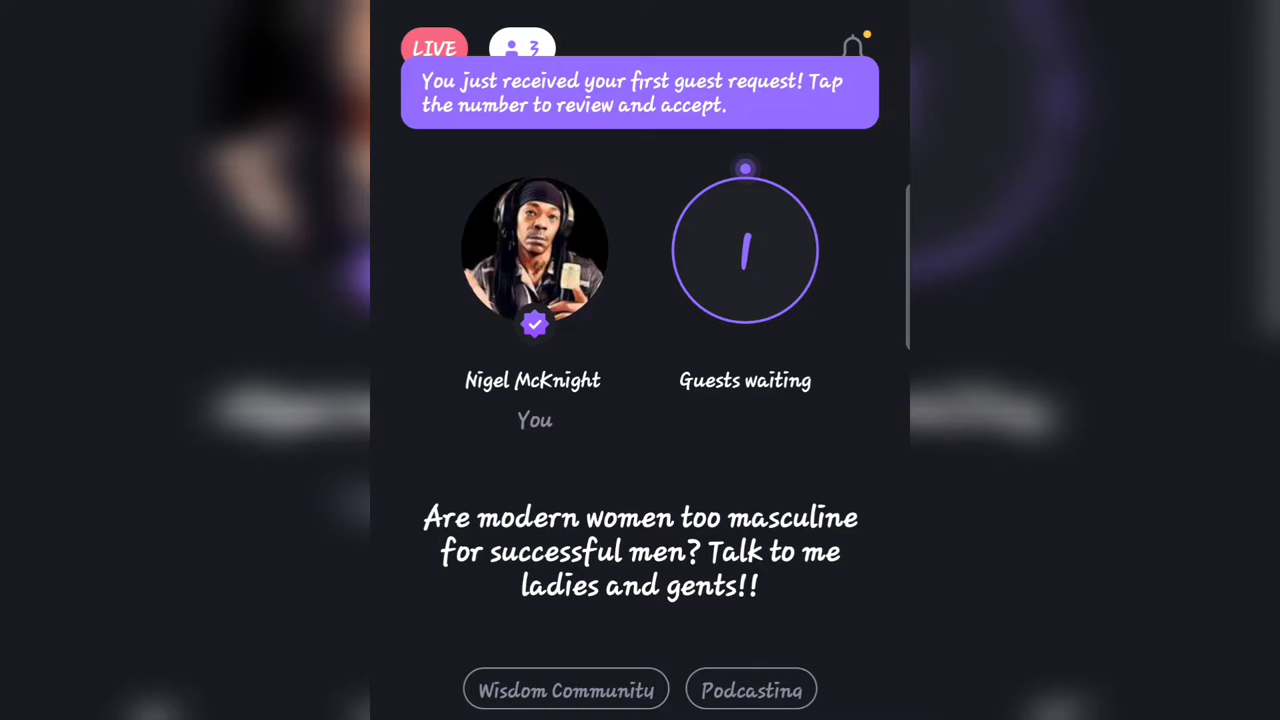 LIVE
3
You just received your first guest request! Tap
the number to review and accept.
1
Nigel McKnight
Guests waiting
You
Are modern women too masculine
for successful men? Talk to me
ladies and gents!!
Wisdom Community
Podcasting